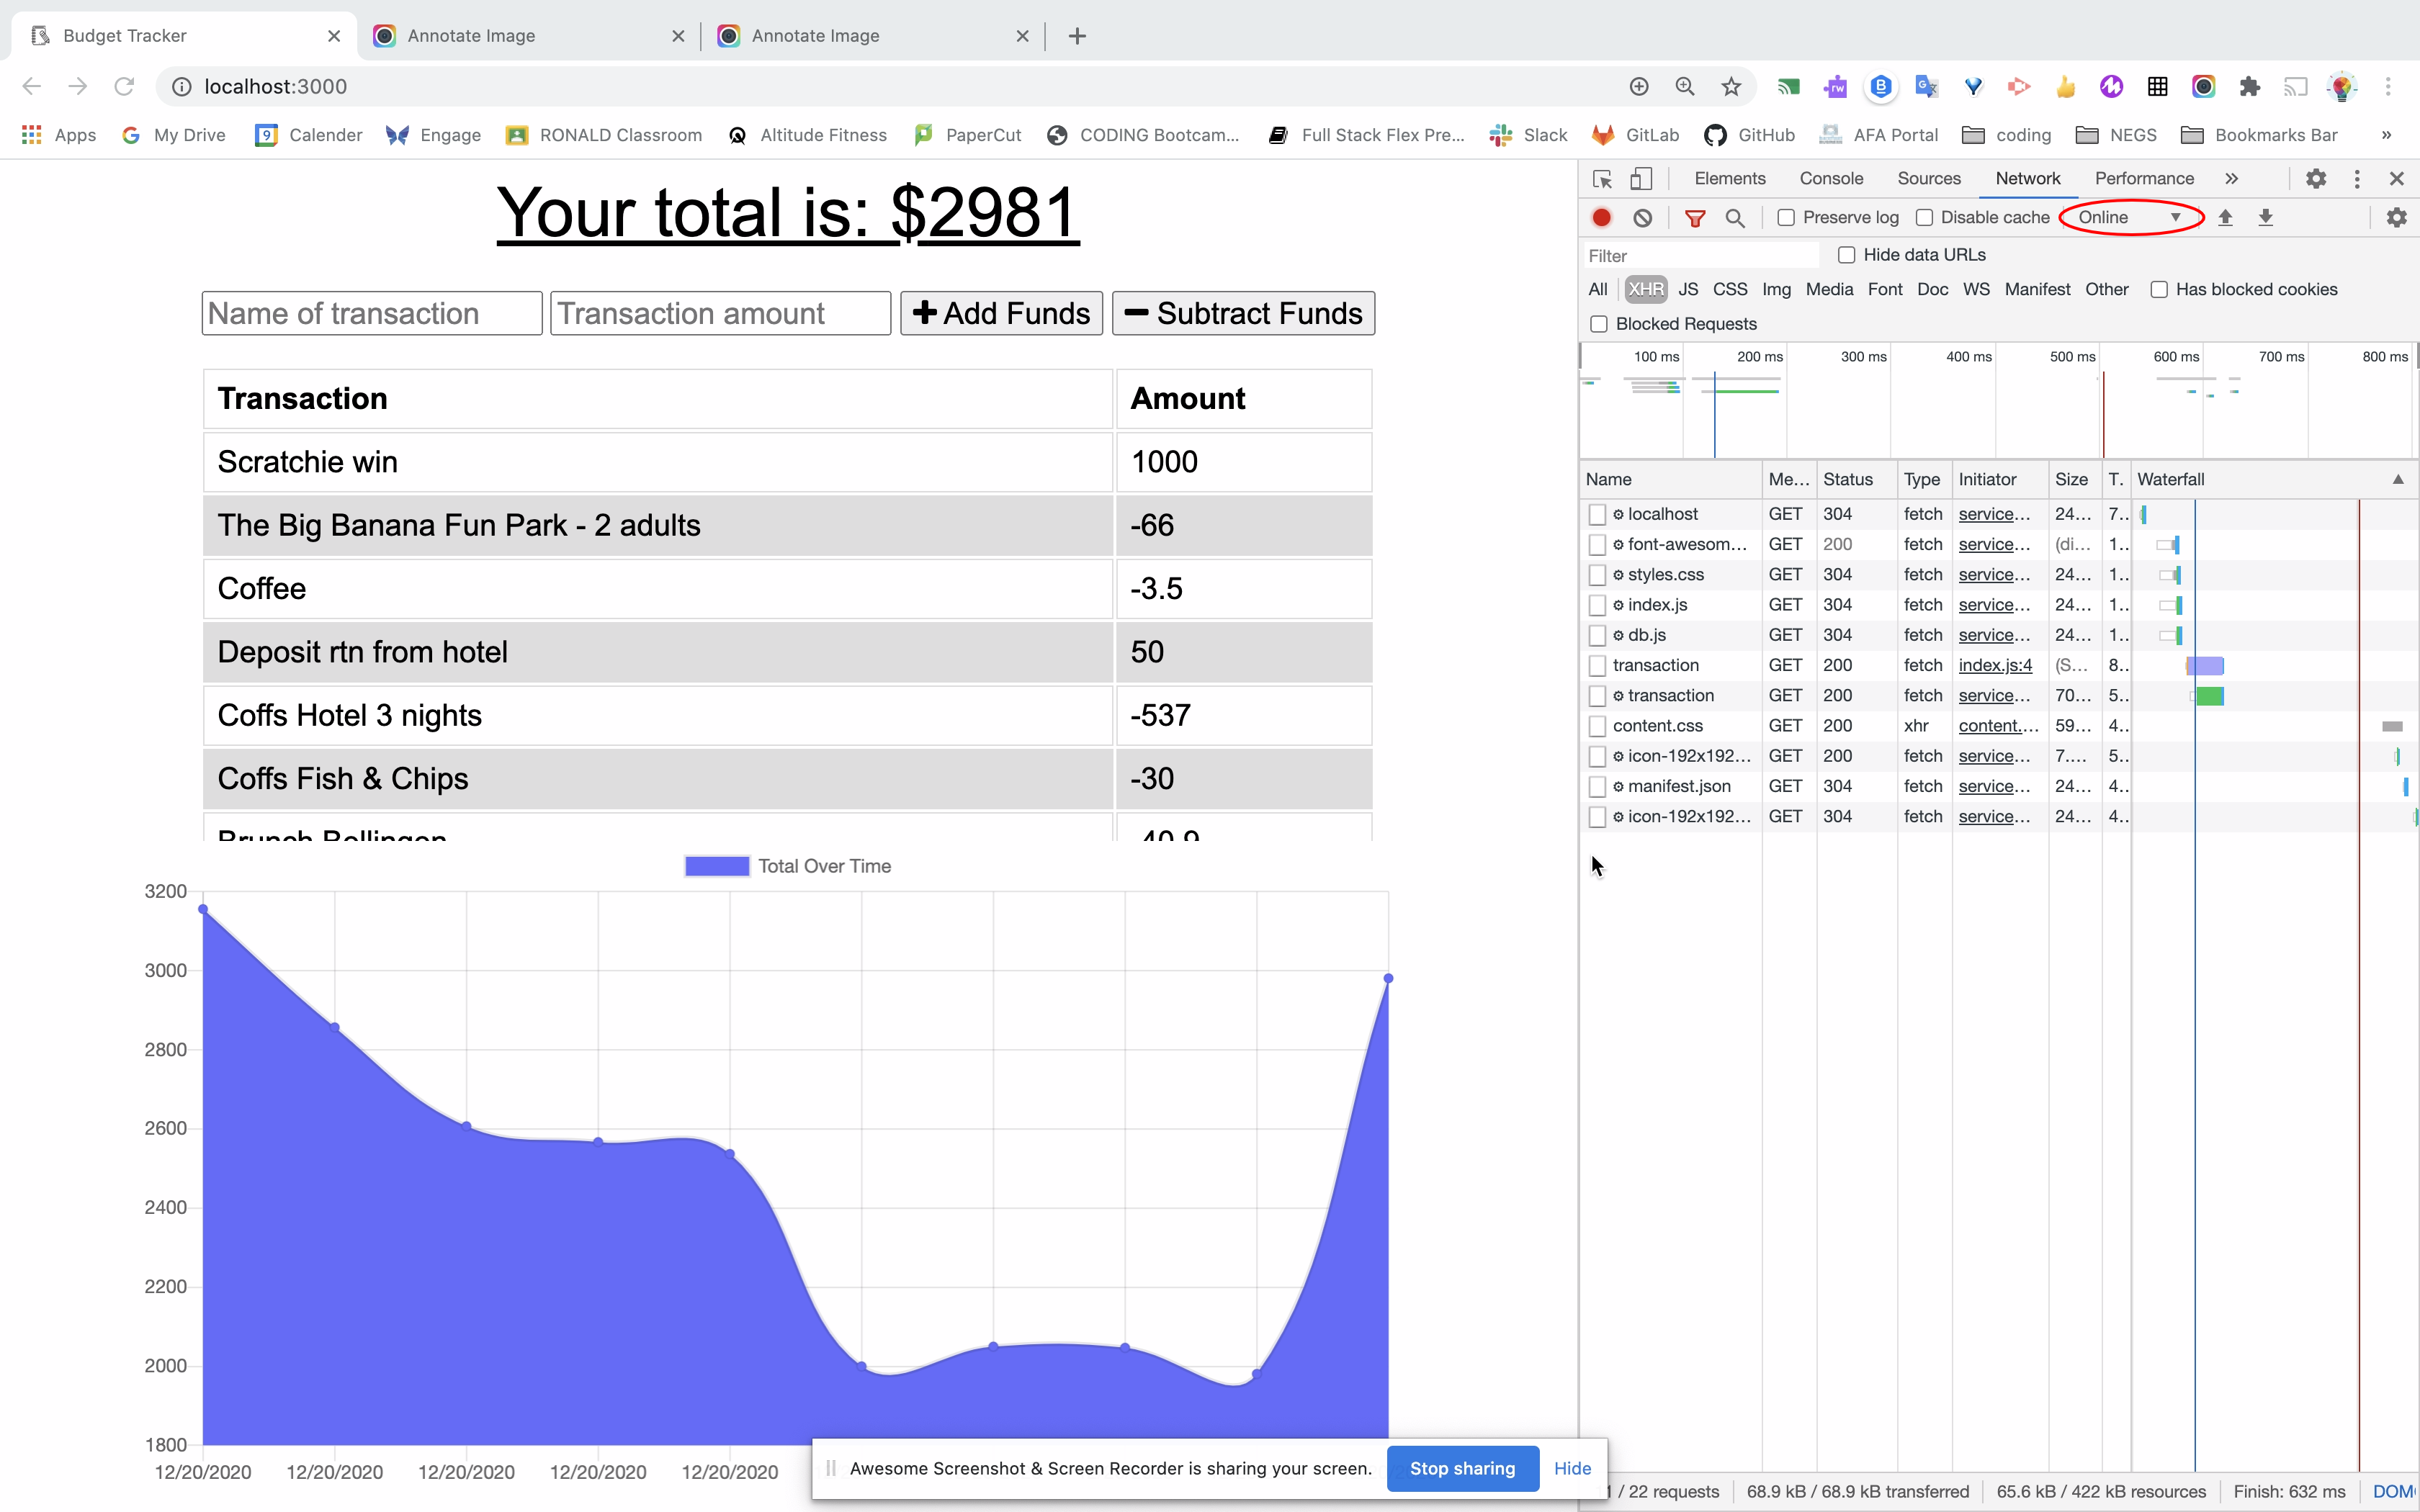 Budget Tracker
Annotate Image
Annotate Image
localhost:3000
Apps My Drive Calender Engage RONALD Classroom Altitude Fitness PaperCut CODING Bootcam... Full Stack Flex Pre... Slack GitLab GitHub AFA Portal coding NEGS Bookmarks Bar »
Your total is: $2981
Name of transaction Transaction amount Add Funds Subtract Funds
Transaction Amount
Scratchie win 1000
The Big Banana Fun Park - 2 adults -66
Coffee -3.5
Deposit rtn from hotel 50
Coffs Hotel 3 nights -537
Coffs Fish & Chips -30
Brunch Bellingen -40.9
Total Over Time
3200
3000
2800
2600
2400
2200
2000
1800
12/20/2020 12/20/2020 12/20/2020 12/20/2020 12/20/2020
Awesome Screenshot & Screen Recorder is sharing your screen. Stop sharing Hide
Elements Console Sources Network Performance »
Preserve log Disable cache Online
Filter Hide data URLs
All XHR JS CSS Img Media Font Doc WS Manifest Other Has blocked cookies
Blocked Requests
100 ms 200 ms 300 ms 400 ms 500 ms 600 ms 700 ms 800 ms
Name Me... Status Type Initiator Size T. Waterfall
localhost GET 304 fetch service... 24... 7..
font-awesom... GET 200 fetch service... (di... 1..
styles.css GET 304 fetch service... 24... 1..
index.js GET 304 fetch service... 24... 1..
db.js GET 304 fetch service... 24... 1..
transaction GET 200 fetch index.js:4 (S... 8..
transaction GET 200 fetch service... 70... 5..
content.css GET 200 xhr content.... 59... 4..
icon-192x192... GET 200 fetch service... 7.... 5..
manifest.json GET 304 fetch service... 24... 4..
icon-192x192... GET 304 fetch service... 24... 4..
/ 22 requests 68.9 kB / 68.9 kB transferred 65.6 kB / 422 kB resources Finish: 632 ms